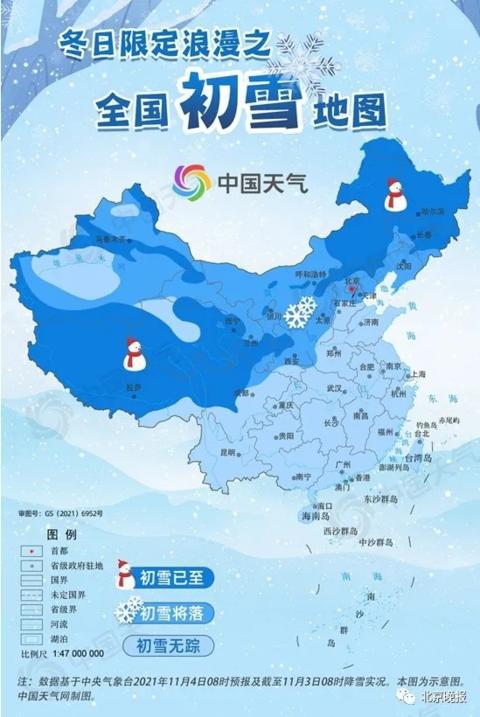 冬日限定浪漫之
全国初雪地图
中国天气
哈尔滨
长春
乌鲁木齐
沈阳
呼和浩特
北京
天津
渤海
银川
石家庄
太原
黄海
西宁
济南
兰州
西安
郑州
合肥
南京
上海
拉萨
成都
武汉
杭州
重庆
东海
长沙
南昌
钓鱼岛
赤尾屿
贵阳
福州
台北
台湾岛
昆明
广州
澎湖列岛
南宁
香港
澳门
东沙群岛
海口
海南岛
西沙群岛
中沙群岛
南海
南沙群岛
审图号:GS (2021) 6952号
图例
首都
省级政府驻地
国界
未定国界
省级界
河流
湖泊
比例尺 1:47 000 000
初雪已至
初雪将落
初雪无踪
注:数据基于中央气象台2021年11月4日08时预报及截至11月3日08时降雪实况。本图为示意图。
中国天气网制图。
北京晚报